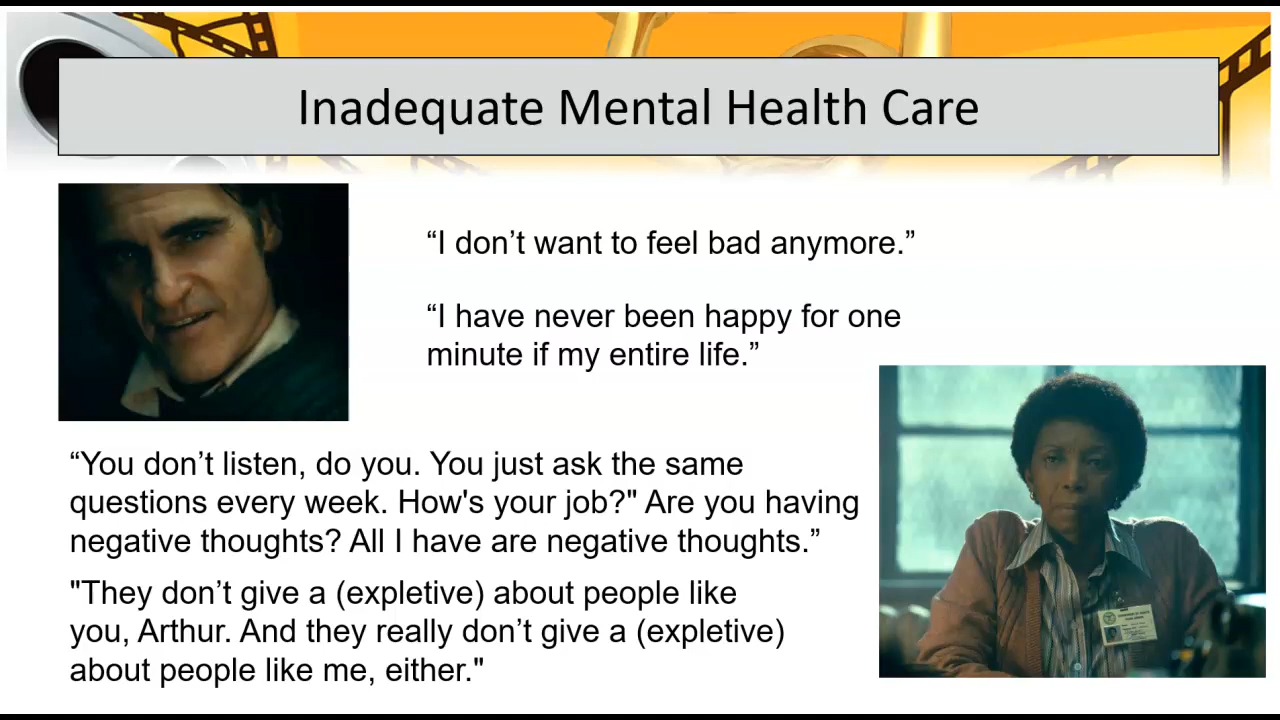 Inadequate Mental Health Care
“I don’t want to feel bad anymore.”
“I have never been happy for one
minute if my entire life.”
“You don’t listen, do you. You just ask the same
questions every week. How's your job?" Are you having
negative thoughts? All I have are negative thoughts.”
"They don’t give a (expletive) about people like
you, Arthur. And they really don’t give a (expletive)
about people like me, either."